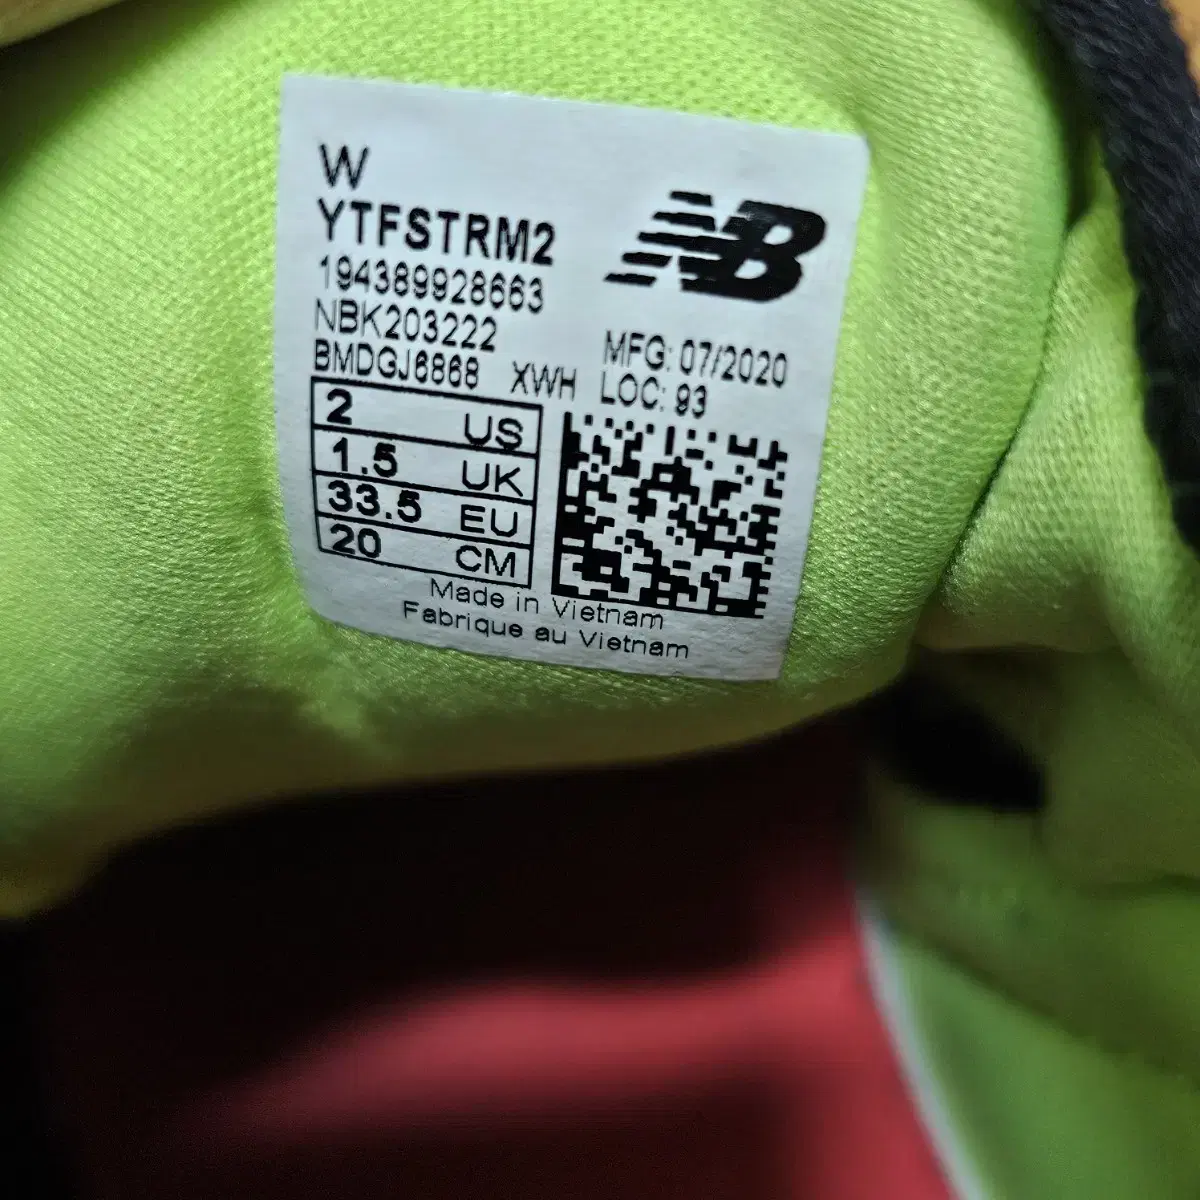 W
YTFSTRM2
194389928663
NBK203222
BMDGJ6868 XWH
NB
MFG: 07/2020
LOC: 93
2 US
1.5 UK
33.5 EU
20 CM
Made in Vietnam
Fabrique au Vietnam